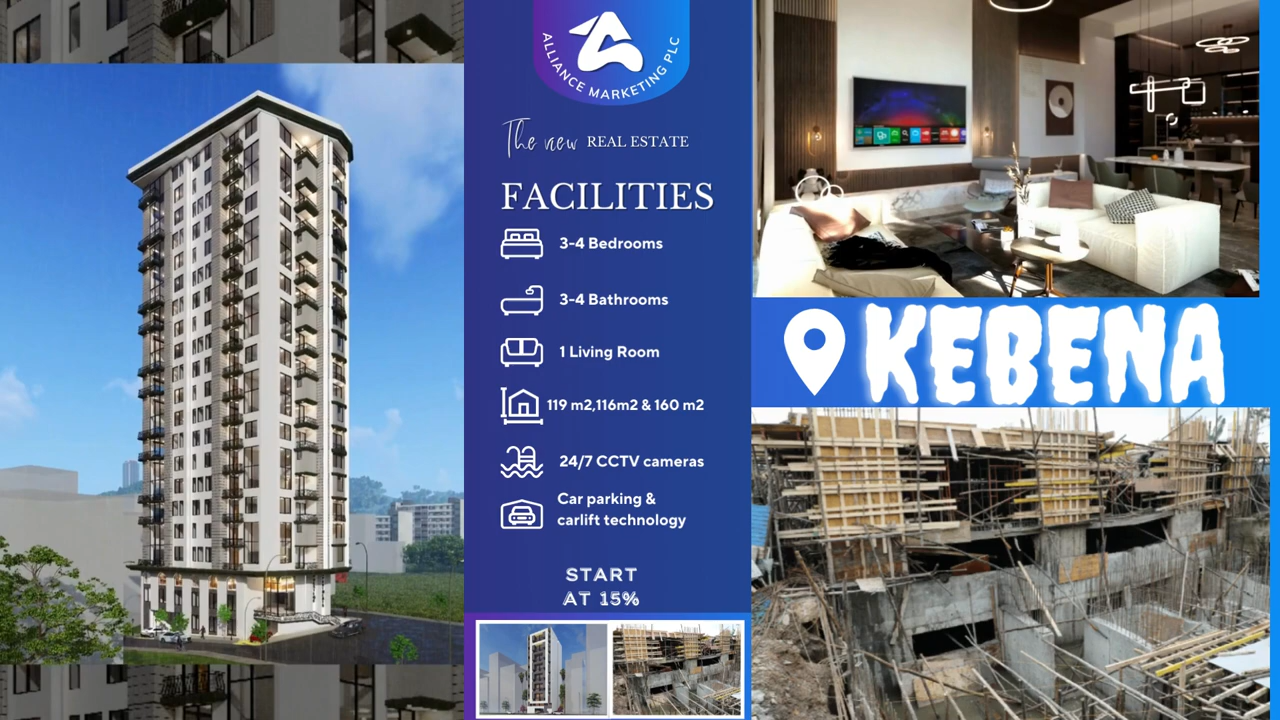 ALLIANCE MARKETING PLC
The new REAL ESTATE
FACILITIES
3-4 Bedrooms
3-4 Bathrooms
1 Living Room
119 m2,116m2 & 160 m2
24/7 CCTV cameras
Car parking &
carlift technology
START
AT 15%
KEBENA